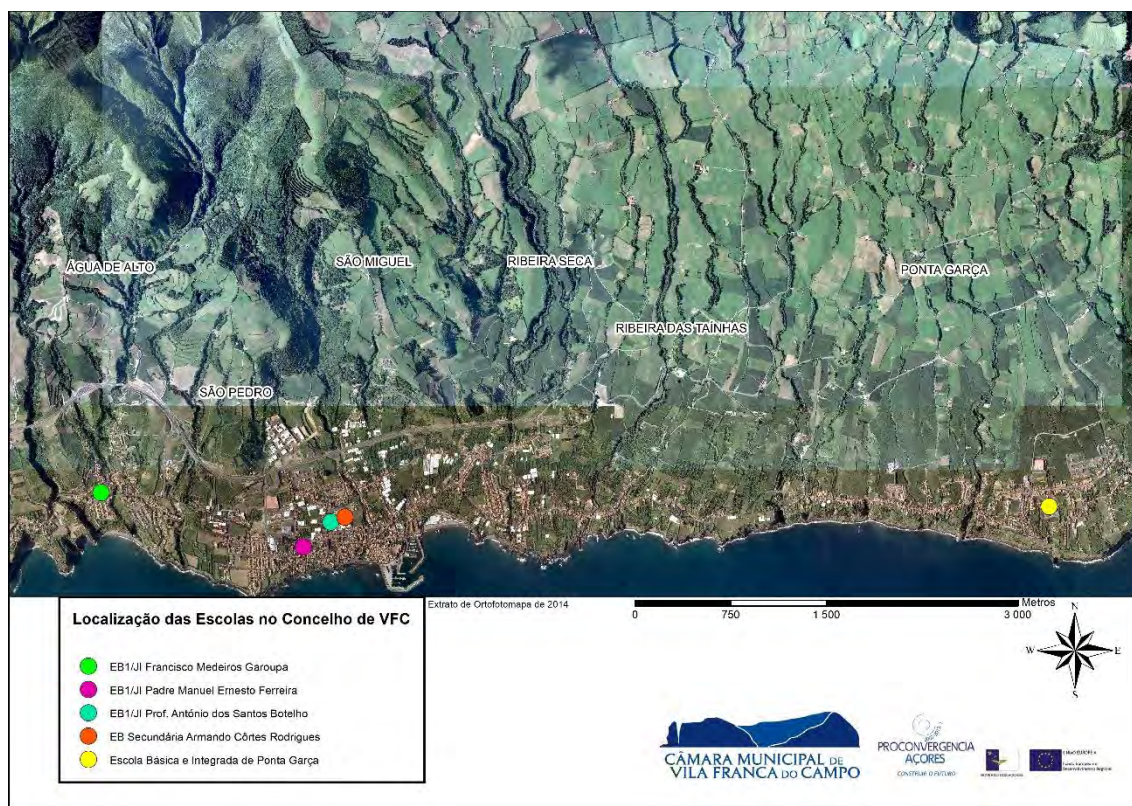 ÁGUA DE ALTO
SÃO MIGUEL
RIBEIRA SECA
PONTA GARÇA
RIBEIRA DAS TAÍNHAS
SÃO PEDRO
Extrato de Ortofotomapa de 2014
Metros
0 750 1 500 3 000
N
W E
S
Localização das Escolas no Concelho de VFC
EB1/JI Francisco Medeiros Garoupa
EB1/JI Padre Manuel Ernesto Ferreira
EB1/JI Prof. António dos Santos Botelho
EB Secundária Armando Côrtes Rodrigues
Escola Básica e Integrada de Ponta Garça
CÂMARA MUNICIPAL DE
VILA FRANCA DO CAMPO
PROCONVERGENCIA
AÇORES
CONSTRUIR O FUTURO